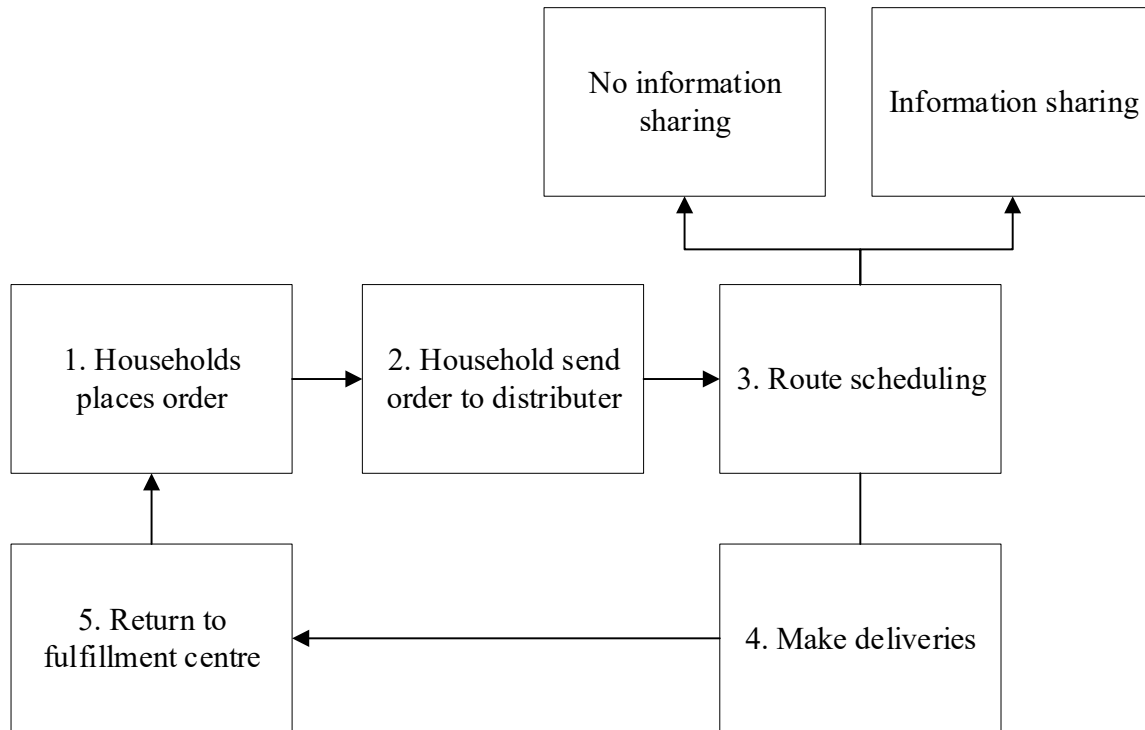 No information
sharing
Information sharing
1. Households
places order
2. Household send
order to distributer
3. Route scheduling
5. Return to
fulfillment centre
4. Make deliveries